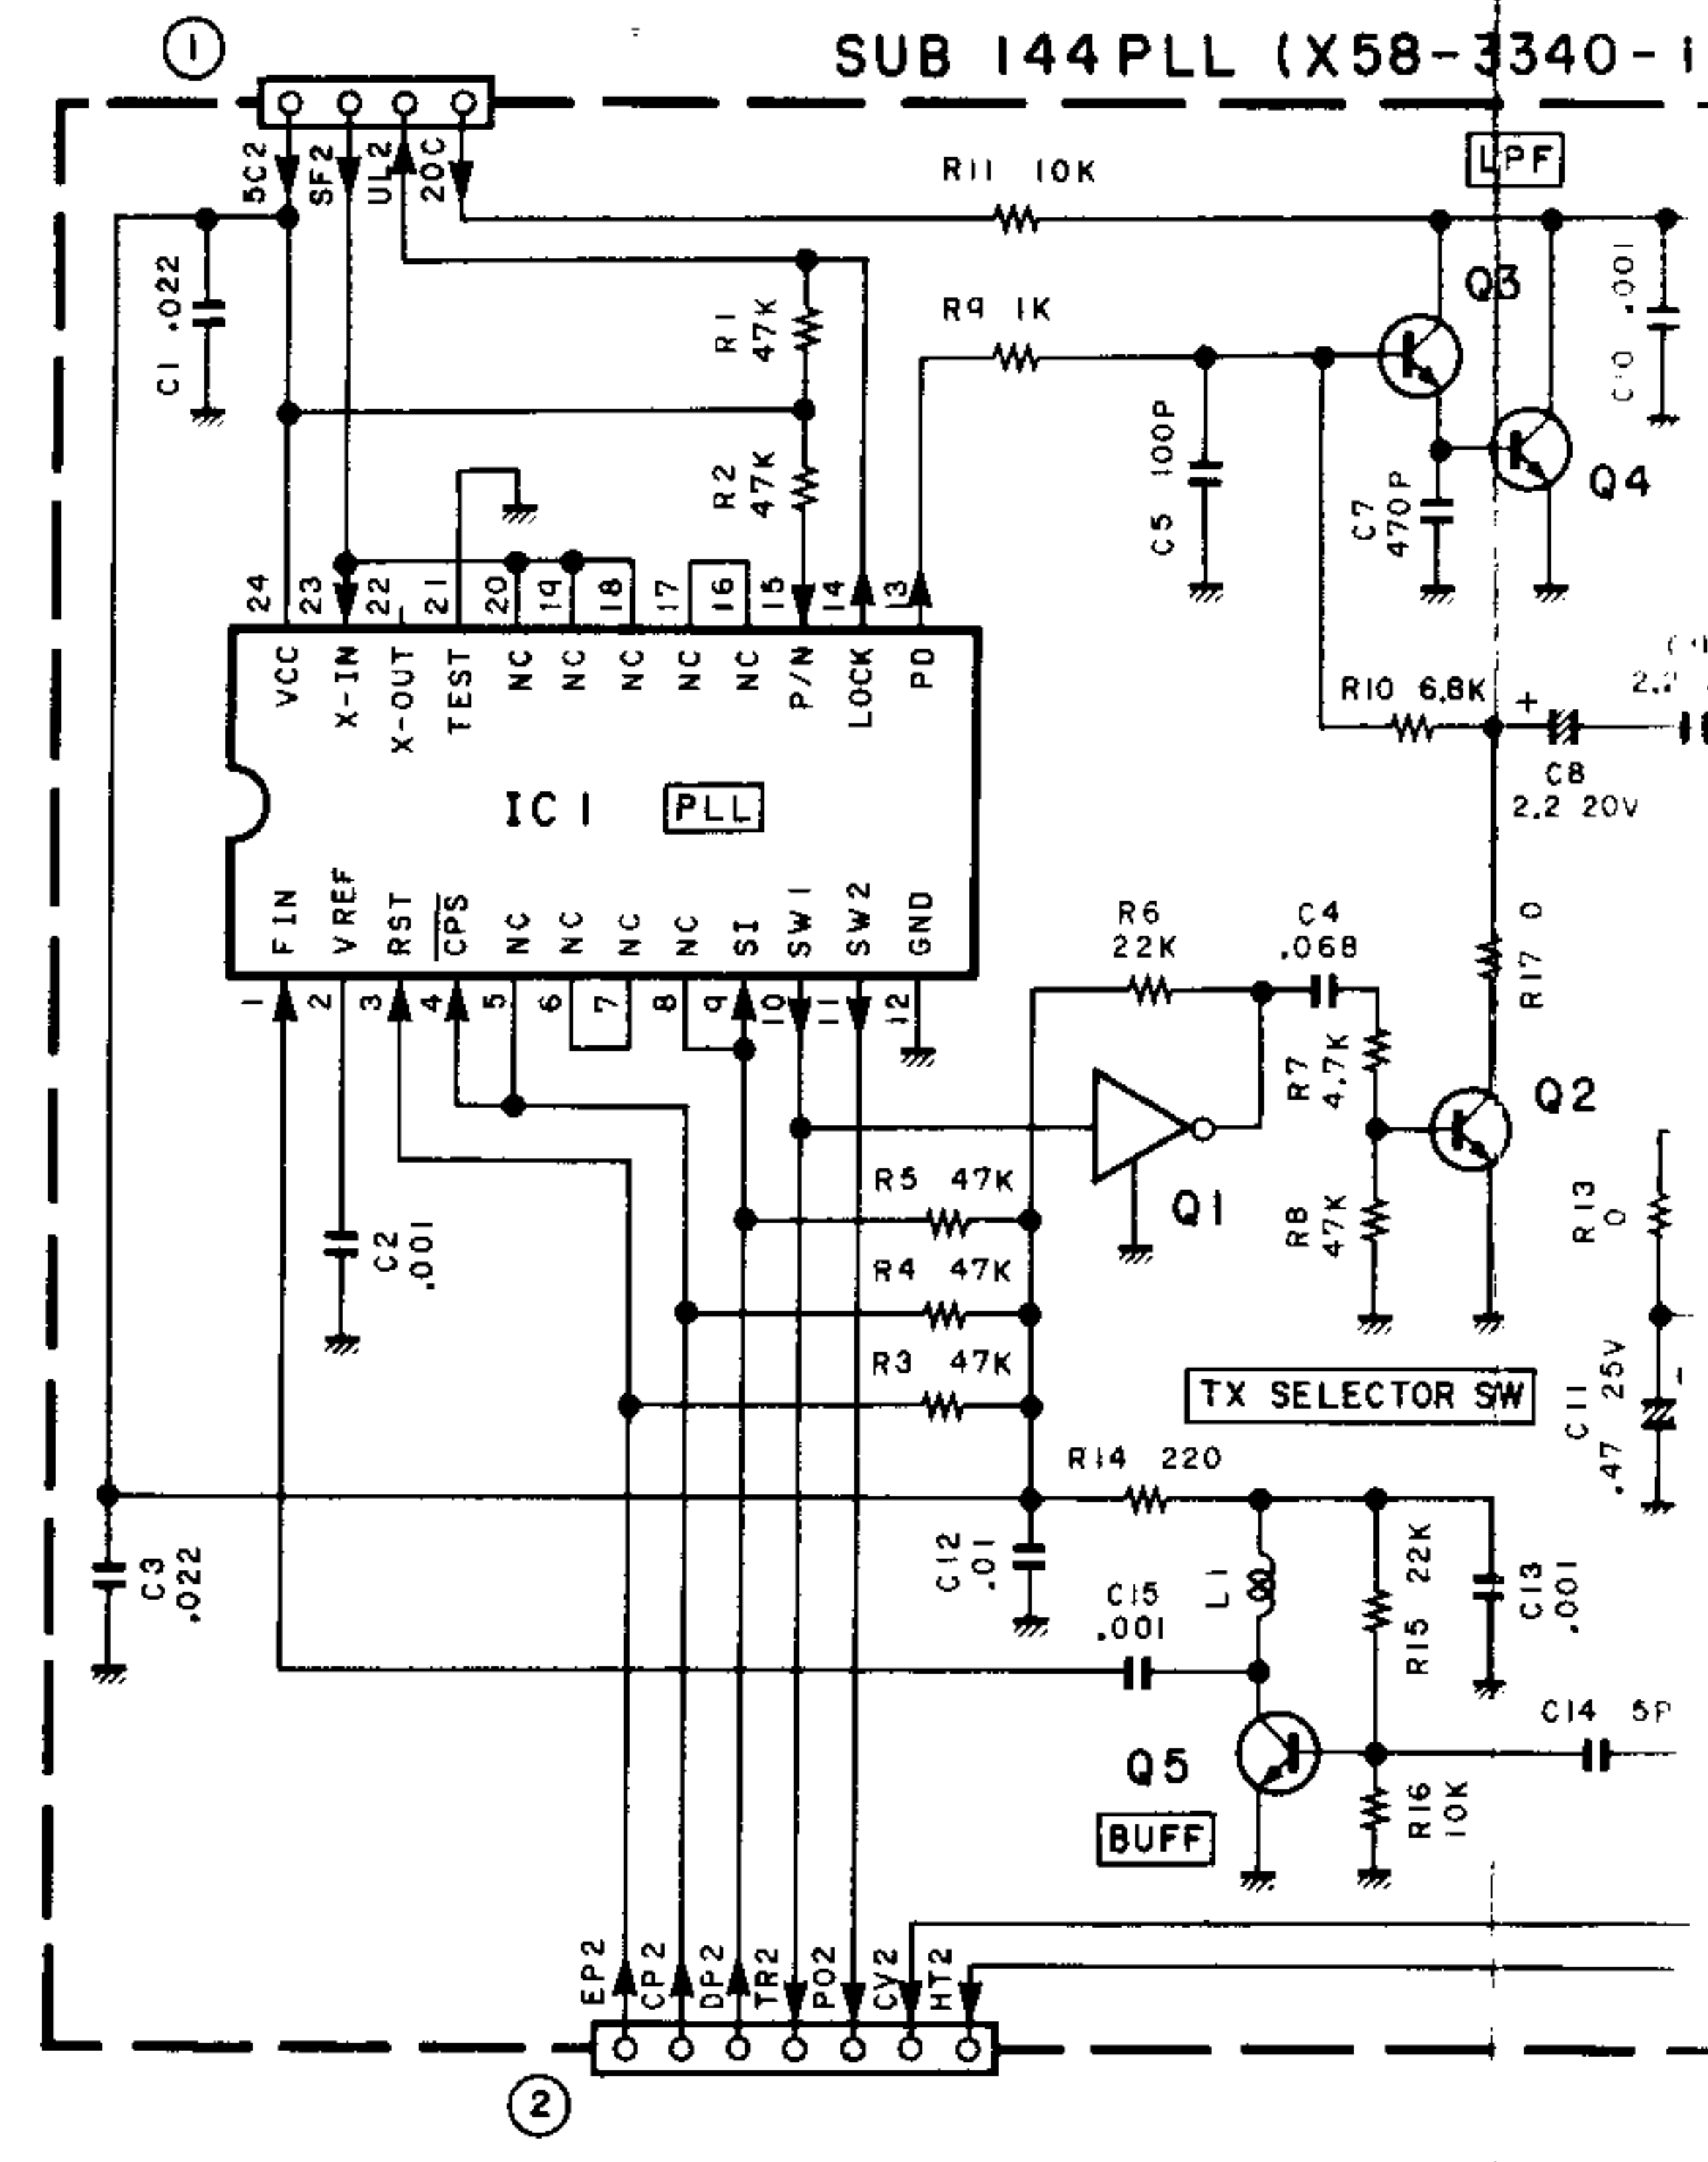 1
SUB 144PLL (X58-3340-1
5C2
SF2
UL2
20C
R11 10K
LPF
C1 .022
R1
47K
R9 1K
Q3
C10 .001
R2
47K
C5 100P
C7
470P
Q4
24
23
22
21
20
19
18
17
16
15
14
13
VCC
X-IN
X-OUT
TEST
NC
NC
NC
NC
NC
P/N
LOCK
PD
R10 6.8K
+
2.2
C8
2.2 20V
IC1
PLL
FIN
VREF
RST
CPS
NC
NC
NC
NC
SI
SW1
SW2
GND
1
2
3
4
5
6
7
8
9
10
11
12
R6
22K
C4
.068
R17 0
R7
4.7K
Q2
Q1
R5 47K
R8
47K
R13
0
C2
.001
R4 47K
R3 47K
TX SELECTOR SW
C11
.47 25V
R14 220
C3
.022
C12
.01
C15
.001
L1
R15 22K
C13
.001
C14 5P
Q5
BUFF
R16
10K
EP2
CP2
DP2
TR2
PO2
CV2
HT2
2